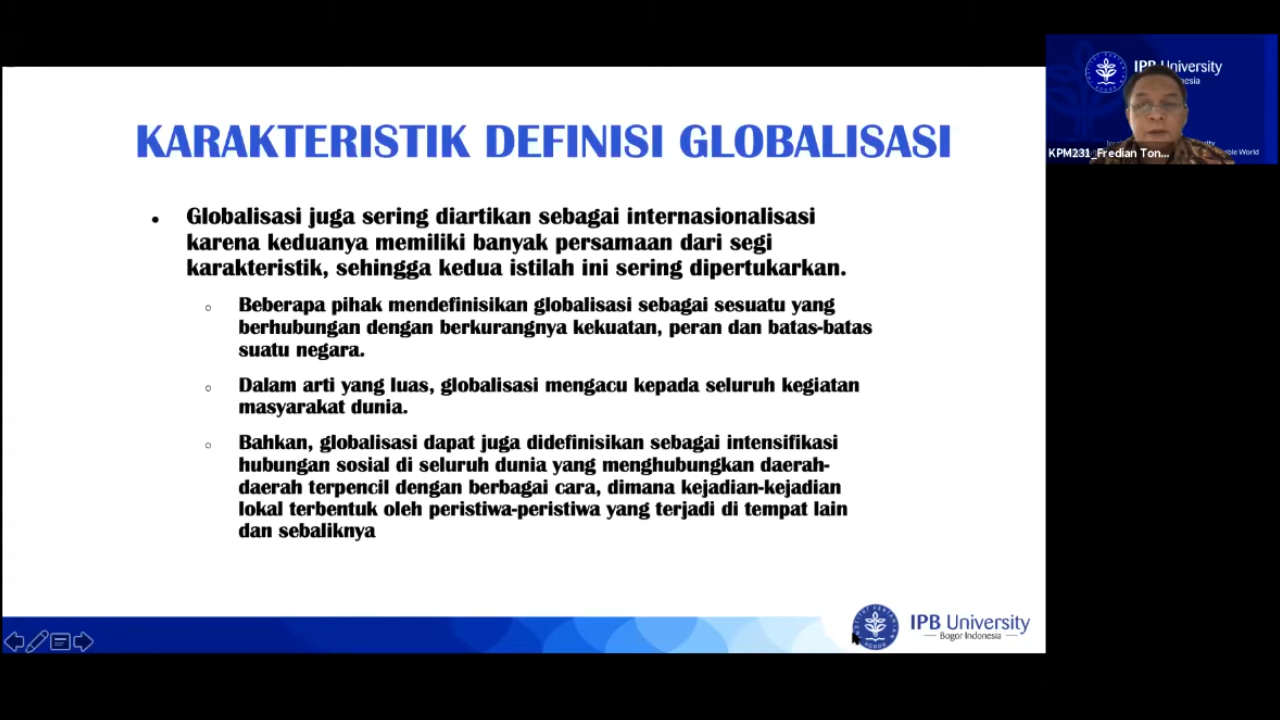 KARAKTERISTIK DEFINISI GLOBALISASI
• Globalisasi juga sering diartikan sebagai internasionalisasi
karena keduanya memiliki banyak persamaan dari segi
karakteristik, sehingga kedua istilah ini sering dipertukarkan.
○ Beberapa pihak mendefinisikan globalisasi sebagai sesuatu yang
berhubungan dengan berkurangnya kekuatan, peran dan batas-batas
suatu negara.
○ Dalam arti yang luas, globalisasi mengacu kepada seluruh kegiatan
masyarakat dunia.
○ Bahkan, globalisasi dapat juga didefinisikan sebagai intensifikasi
hubungan sosial di seluruh dunia yang menghubungkan daerah-
daerah terpencil dengan berbagai cara, dimana kejadian-kejadian
lokal terbentuk oleh peristiwa-peristiwa yang terjadi di tempat lain
dan sebaliknya
IPB University
Bogor Indonesia
IPB University
KPM231_Fredian Ton...
World